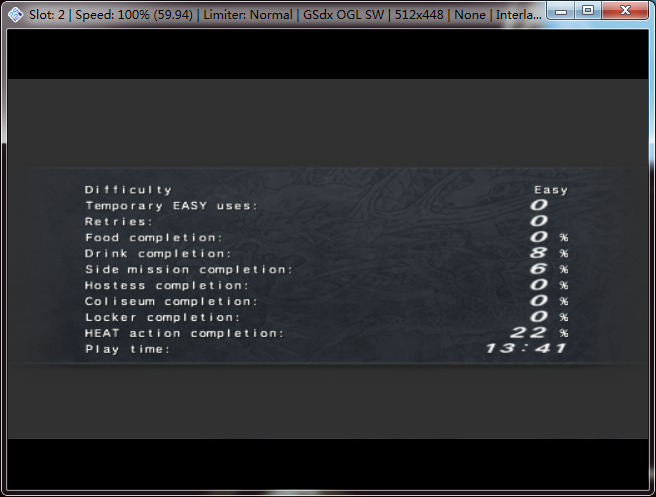 Slot: 2 | Speed: 100% (59.94) | Limiter: Normal | GSdx OGL SW | 512x448 | None | Interla...
Difficulty Easy
Temporary EASY uses: 0
Retries: 0
Food completion: 0 %
Drink completion: 8 %
Side mission completion: 6 %
Hostess completion: 0 %
Coliseum completion: 0 %
Locker completion: 0 %
HEAT action completion: 22 %
Play time: 13:41